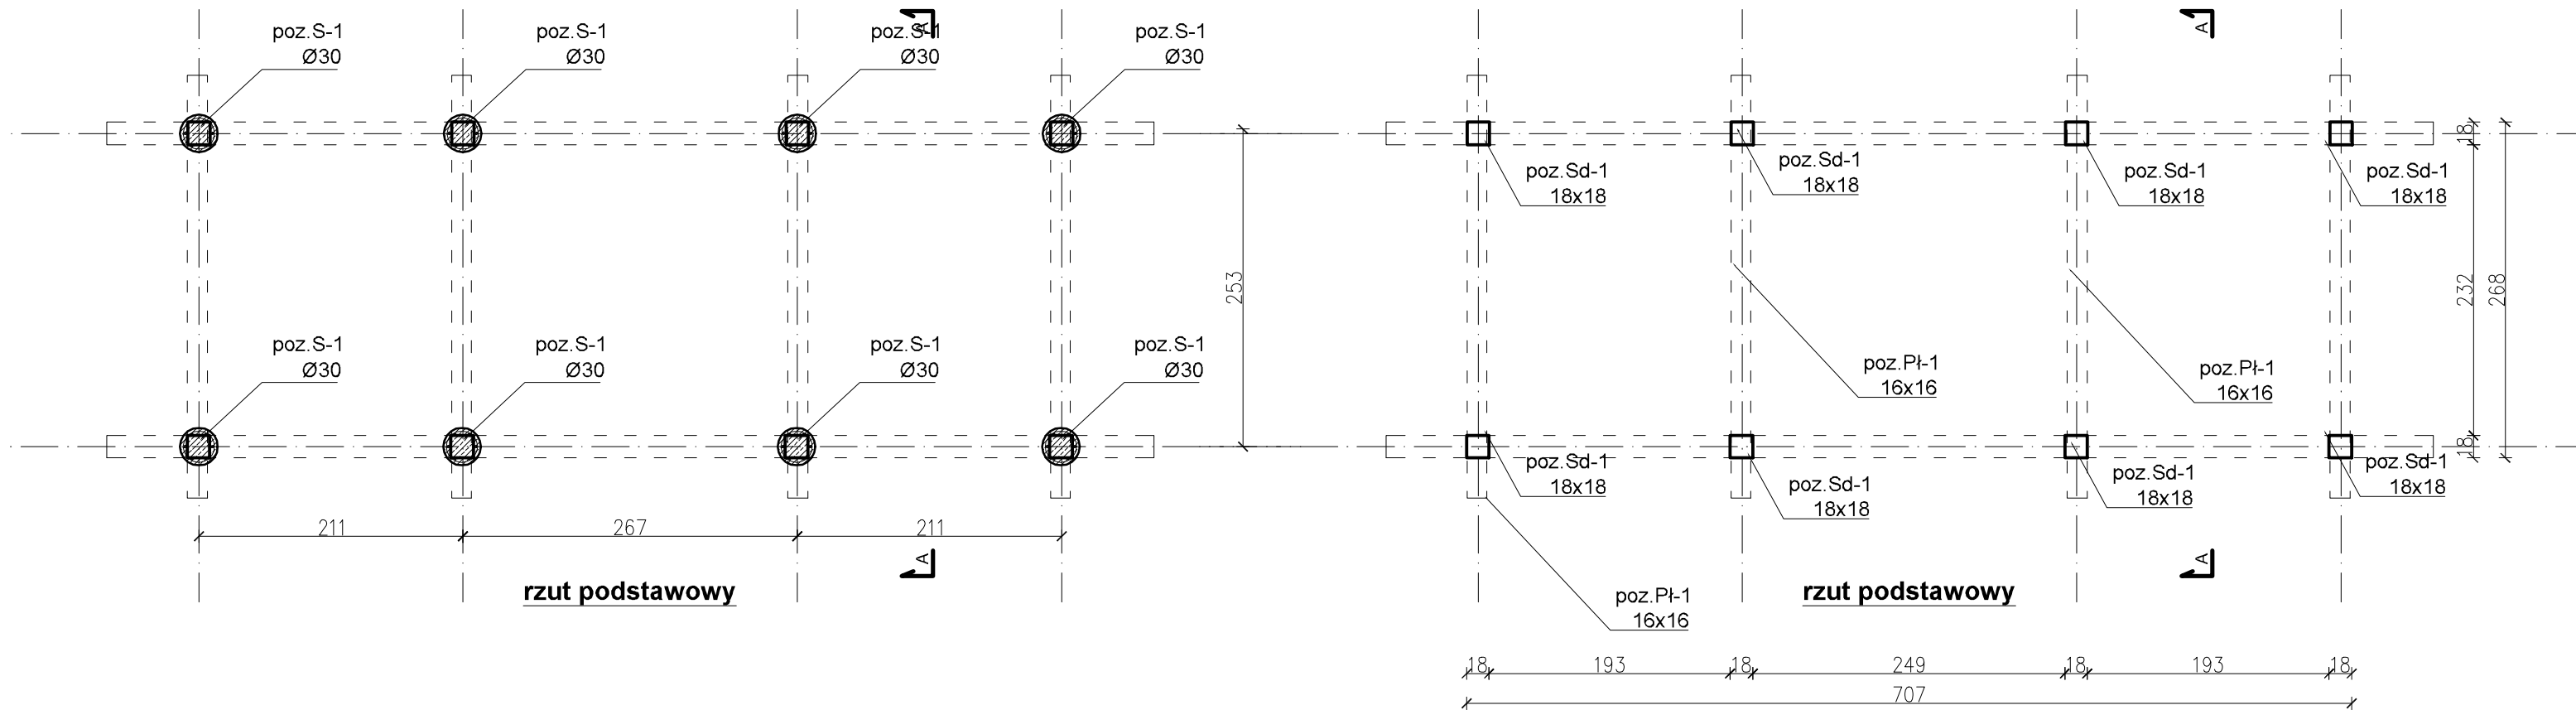 poz.S-1
Ø30
poz.S-1
Ø30
poz.S-1
Ø30
A
poz.S-1
Ø30
253
poz.S-1
Ø30
poz.S-1
Ø30
poz.S-1
Ø30
poz.S-1
Ø30
211
267
211
A
rzut podstawowy
A
poz.Sd-1
18x18
poz.Sd-1
18x18
poz.Sd-1
18x18
poz.Sd-1
18x18
18
232
268
18
poz.Pł-1
16x16
poz.Pł-1
16x16
poz.Sd-1
18x18
poz.Sd-1
18x18
poz.Sd-1
18x18
poz.Sd-1
18x18
A
poz.Pł-1
16x16
rzut podstawowy
18
193
18
249
18
193
18
707